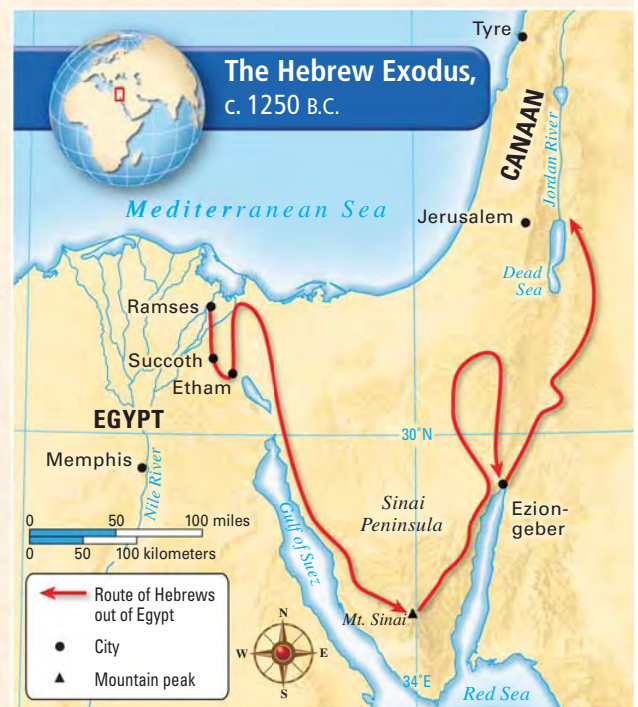 The Hebrew Exodus,
c. 1250 B.C.
Tyre
CANAAN
Jordan River
Mediterranean Sea
Jerusalem
Dead
Sea
Ramses
Succoth
Etham
EGYPT
30°N
Memphis
Nile River
Sinai
Peninsula
Ezion-
geber
Gulf of Suez
0 50 100 miles
0 50 100 kilometers
Route of Hebrews
out of Egypt
City
Mountain peak
N
W E
S
Mt. Sinai
34°E
Red Sea